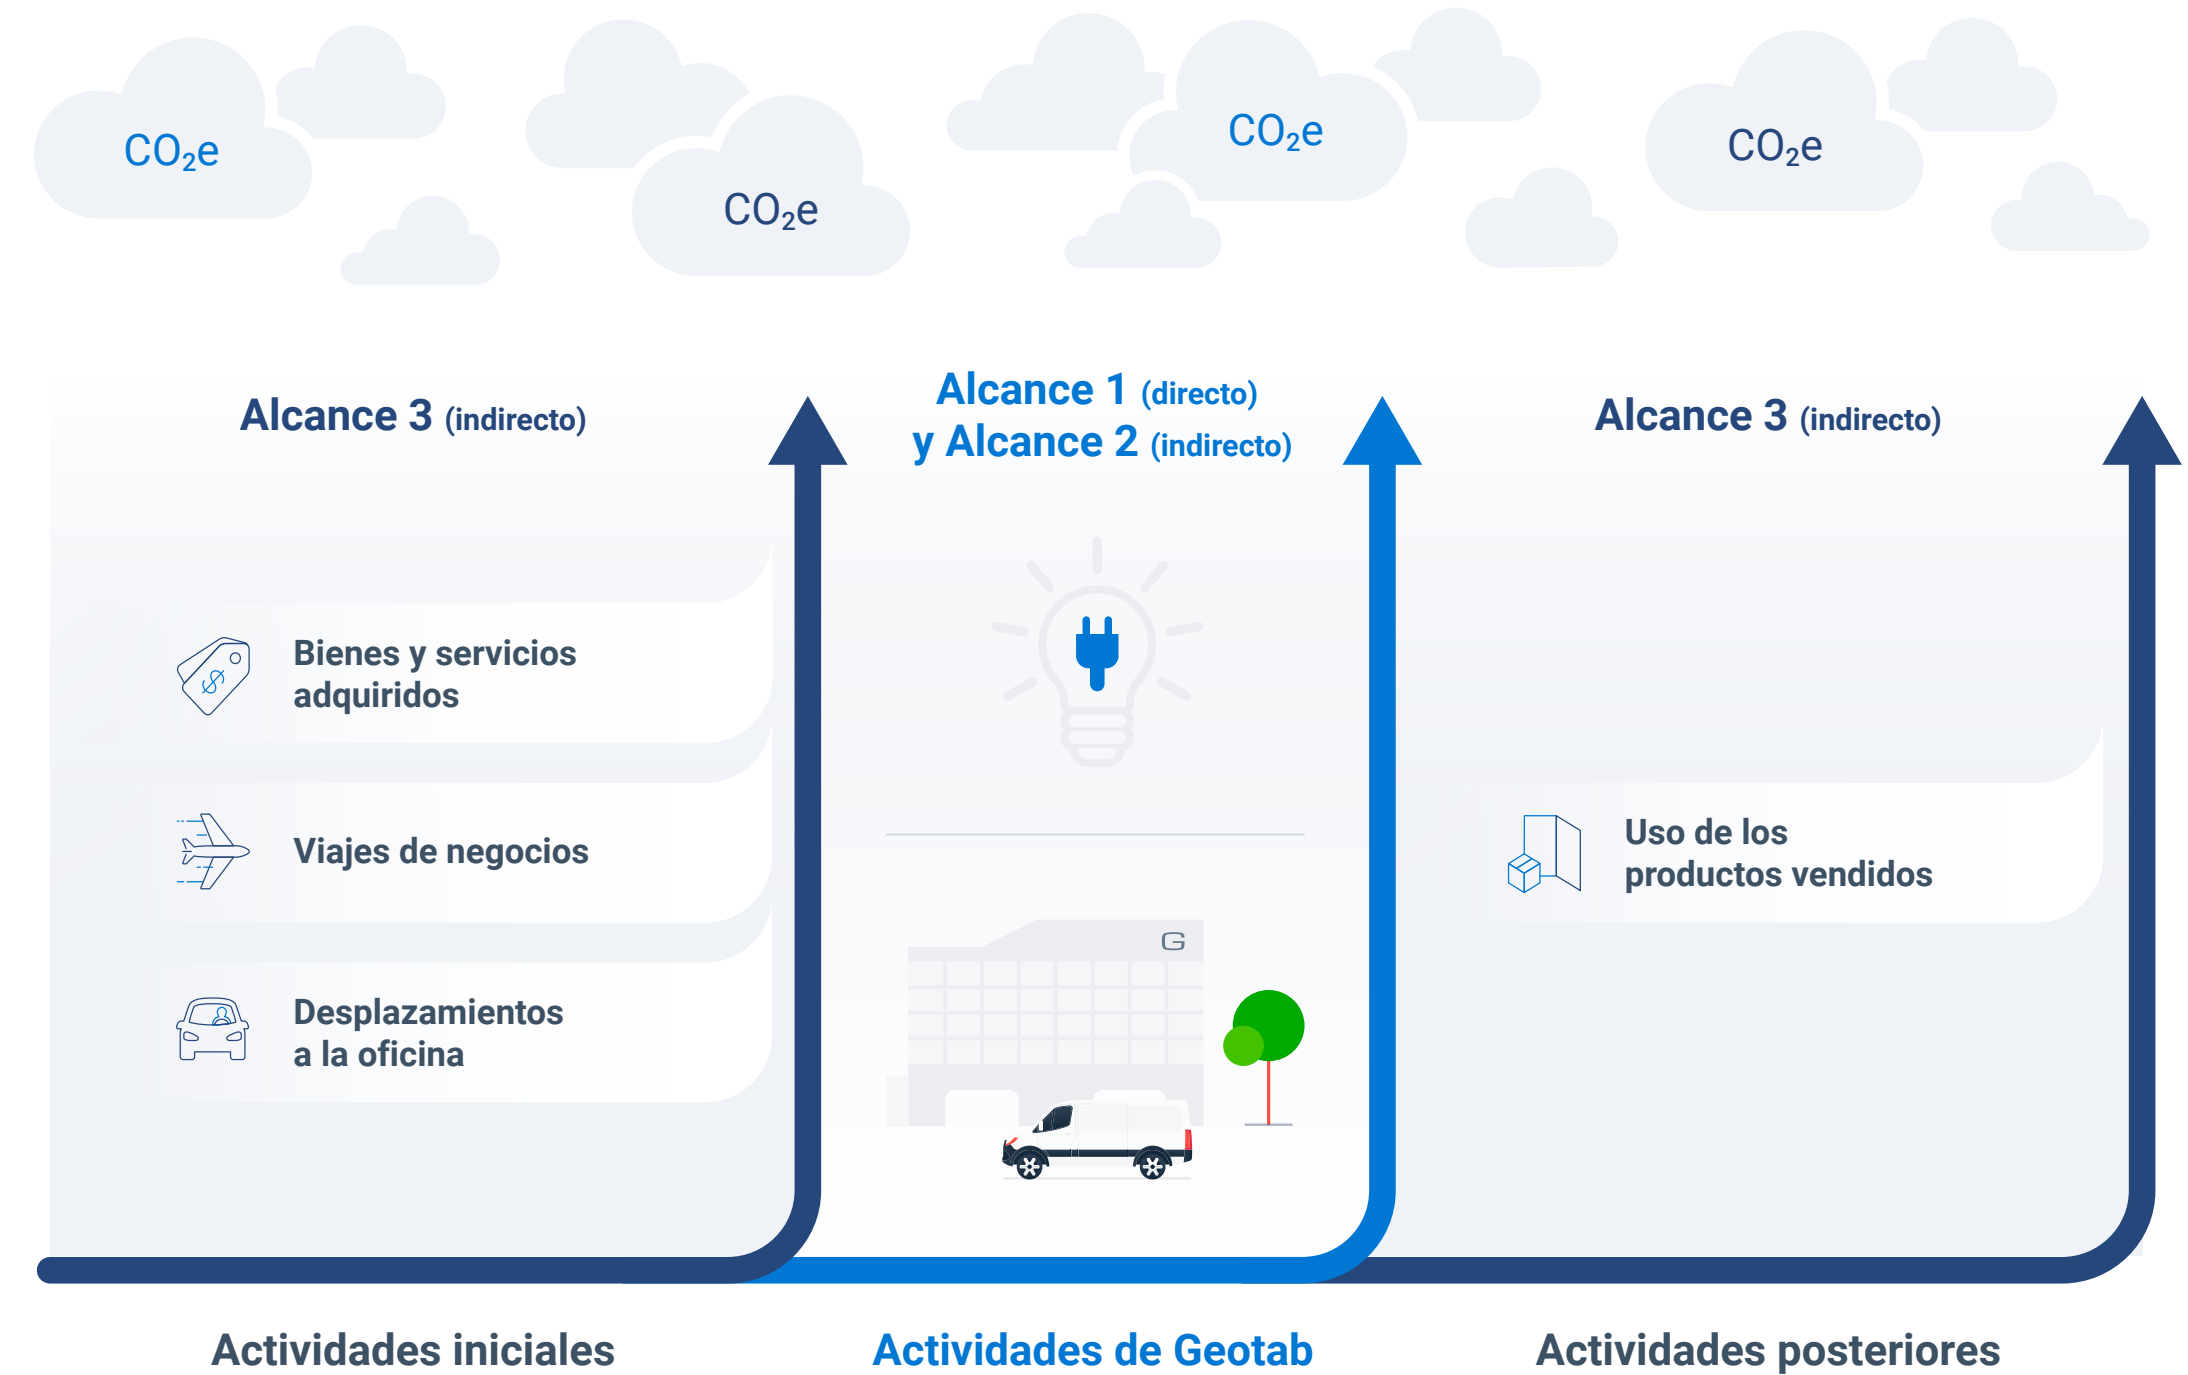 CO₂e
CO₂e
CO₂e
CO₂e
Alcance 3 (indirecto)
Bienes y servicios
adquiridos
Viajes de negocios
Desplazamientos
a la oficina
Actividades iniciales
Alcance 1 (directo)
y Alcance 2 (indirecto)
G
Actividades de Geotab
Alcance 3 (indirecto)
Uso de los
productos vendidos
Actividades posteriores